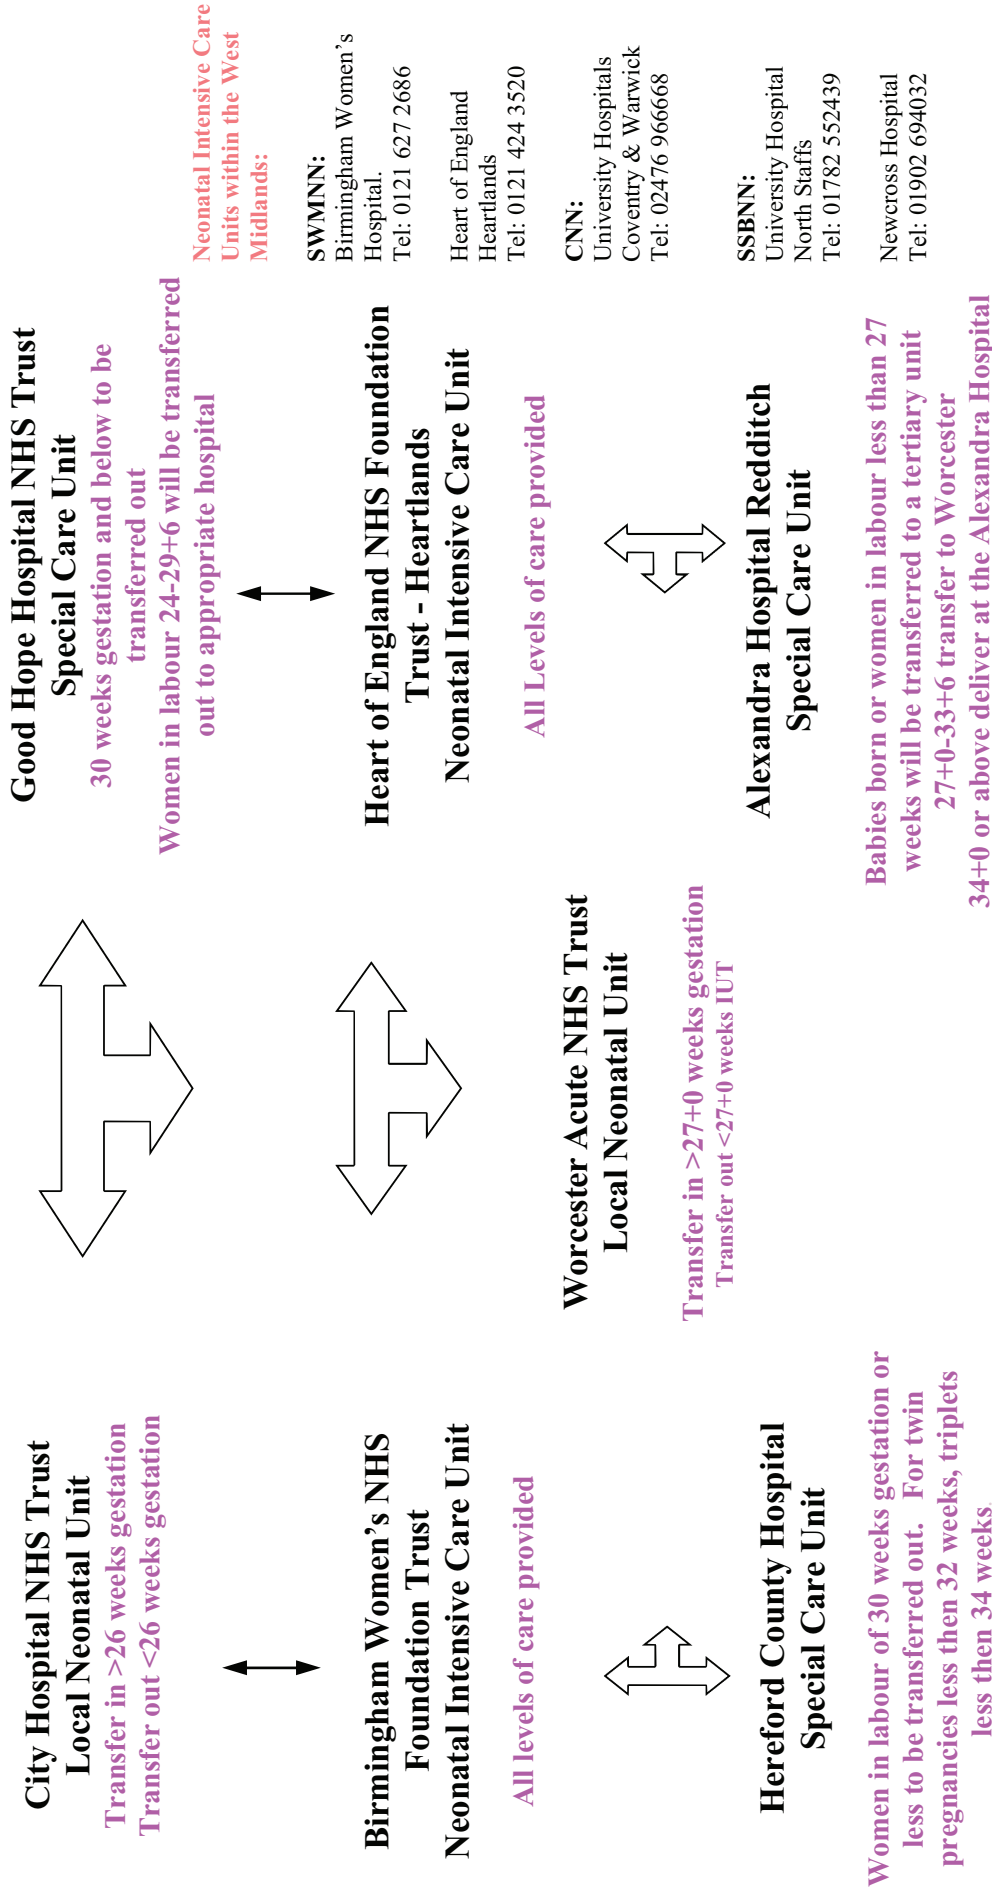 City Hospital NHS Trust
Local Neonatal Unit
Transfer in >26 weeks gestation
Transfer out <26 weeks gestation
Good Hope Hospital NHS Trust
Special Care Unit
30 weeks gestation and below to be
transferred out
Women in labour 24-29+6 will be transferred
out to appropriate hospital
Birmingham Women's NHS
Foundation Trust
Neonatal Intensive Care Unit
All levels of care provided
Heart of England NHS Foundation
Trust - Heartlands
Neonatal Intensive Care Unit
All Levels of care provided
Worcester Acute NHS Trust
Local Neonatal Unit
Transfer in >27+0 weeks gestation
Transfer out <27+0 weeks IUT
Hereford County Hospital
Special Care Unit
Women in labour of 30 weeks gestation or
less to be transferred out. For twin
pregnancies less then 32 weeks, triplets
less then 34 weeks.
Alexandra Hospital Redditch
Special Care Unit
Babies born or women in labour less than 27
weeks will be transferred to a tertiary unit
27+0-33+6 transfer to Worcester
34+0 or above deliver at the Alexandra Hospital
Neonatal Intensive Care
Units within the West
Midlands:
SWMNN:
Birmingham Women's
Hospital.
Tel: 0121 627 2686
Heart of England
Heartlands
Tel: 0121 424 3520
CNN:
University Hospitals
Coventry & Warwick
Tel: 02476 966668
SSBNN:
University Hospital
North Staffs
Tel: 01782 552439
Newcross Hospital
Tel: 01902 694032